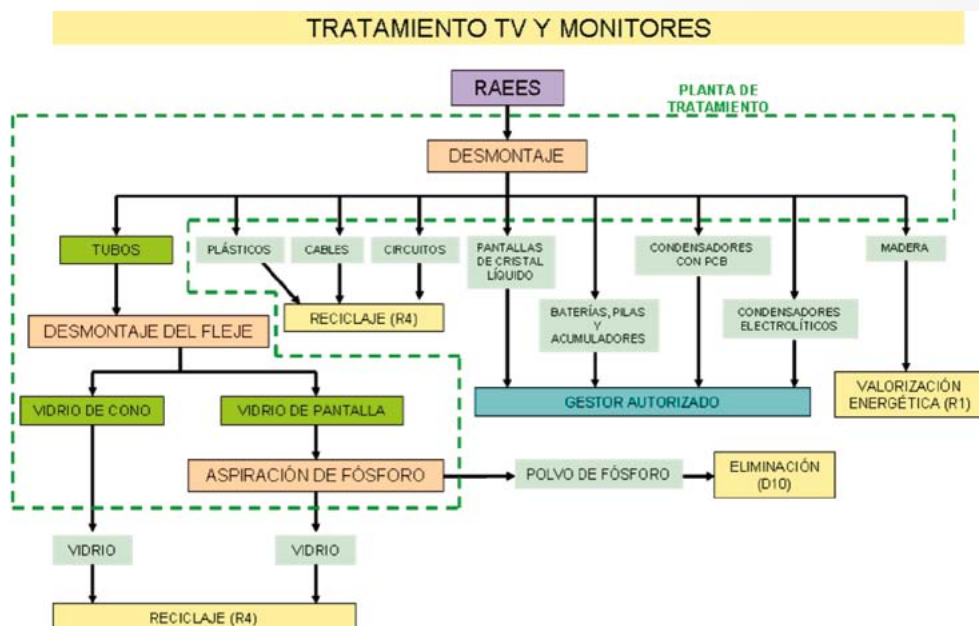 TRATAMIENTO TV Y MONITORES
RAEES
PLANTA DE
TRATAMIENTO
DESMONTAJE
TUBOS
PLÁSTICOS
CABLES
CIRCUITOS
PANTALLAS
DE CRISTAL
LÍQUIDO
CONDENSADORES
CON PCB
MADERA
BATERÍAS, PILAS
Y
ACUMULADORES
CONDENSADORES
ELECTROLÍTICOS
RECICLAJE (R4)
DESMONTAJE DEL FLEJE
VIDRIO DE CONO
VIDRIO DE PANTALLA
GESTOR AUTORIZADO
VALORIZACIÓN
ENERGÉTICA (R1)
ASPIRACIÓN DE FÓSFORO
POLVO DE FÓSFORO
ELIMINACIÓN
(D10)
VIDRIO
VIDRIO
RECICLAJE (R4)